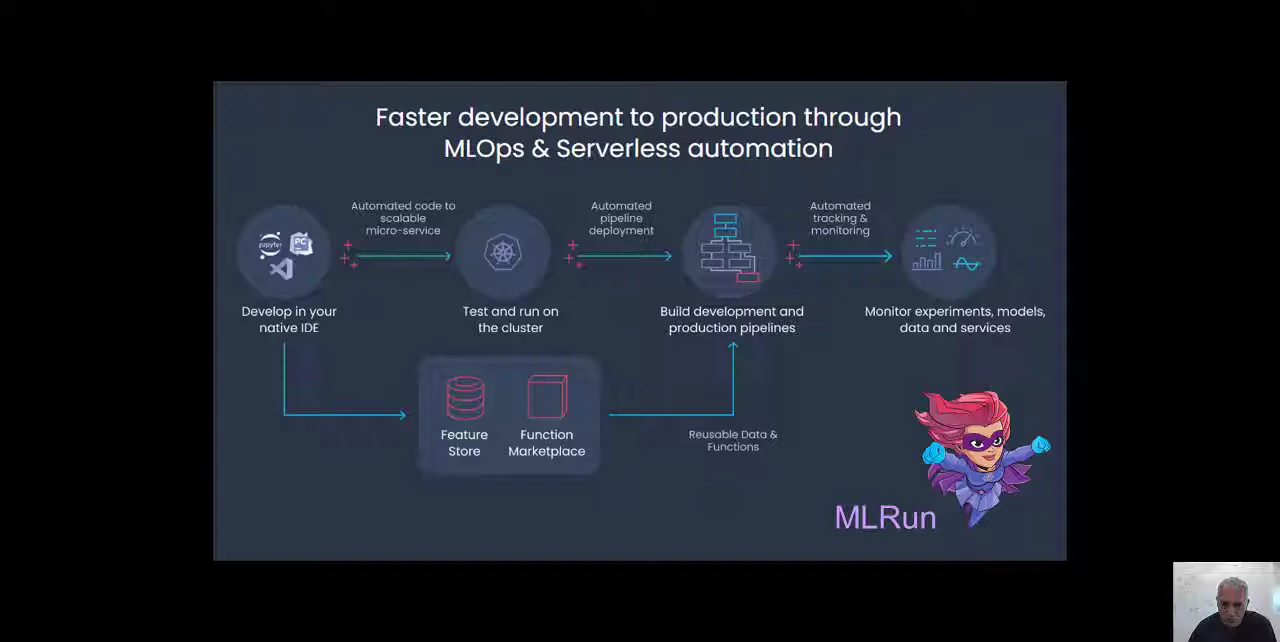 Faster development to production through
MLOps & Serverless automation
Automated code to
scalable
micro-service
Automated
pipeline
deployment
Automated
tracking &
monitoring
jupyter
PC
Develop in your
native IDE
Test and run on
the cluster
Build development and
production pipelines
Monitor experiments, models,
data and services
Feature
Store
Function
Marketplace
Reusable Data &
Functions
MLRun